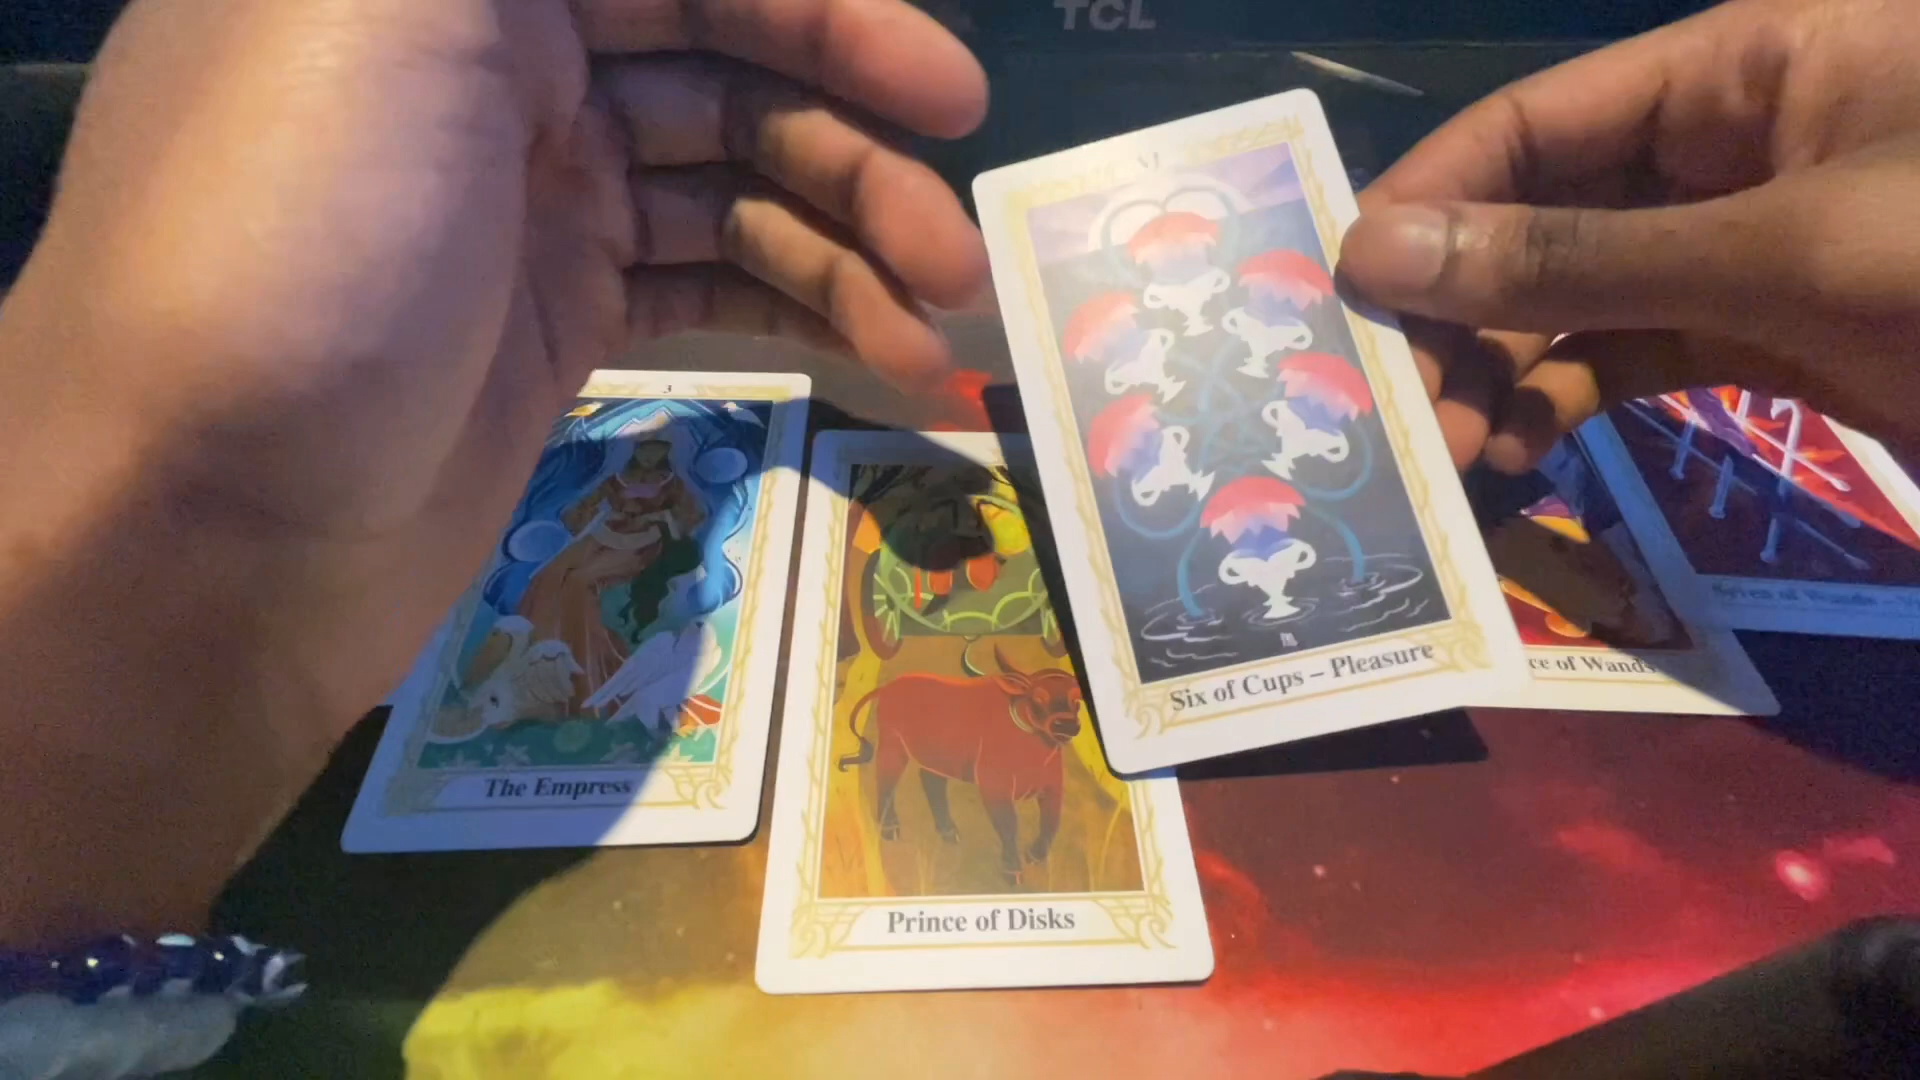 TCL
VI
3
Six of Cups – Pleasure
ce of Wands
The Empress
Prince of Disks